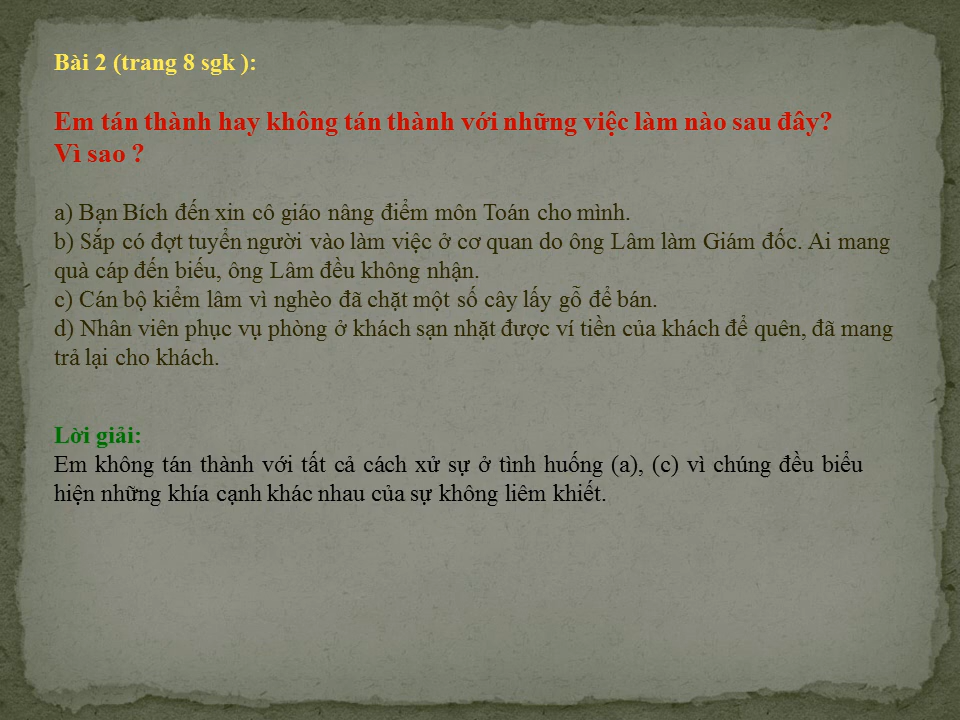 Bài 2 (trang 8 sgk ):
Em tán thành hay không tán thành với những việc làm nào sau đây?
Vì sao ?
a) Bạn Bích đến xin cô giáo nâng điểm môn Toán cho mình.
b) Sắp có đợt tuyển người vào làm việc ở cơ quan do ông Lâm làm Giám đốc. Ai mang
quà cáp đến biếu, ông Lâm đều không nhận.
c) Cán bộ kiểm lâm vì nghèo đã chặt một số cây lấy gỗ để bán.
d) Nhân viên phục vụ phòng ở khách sạn nhặt được ví tiền của khách để quên, đã mang
trả lại cho khách.
Lời giải:
Em không tán thành với tất cả cách xử sự ở tình huống (a), (c) vì chúng đều biểu
hiện những khía cạnh khác nhau của sự không liêm khiết.